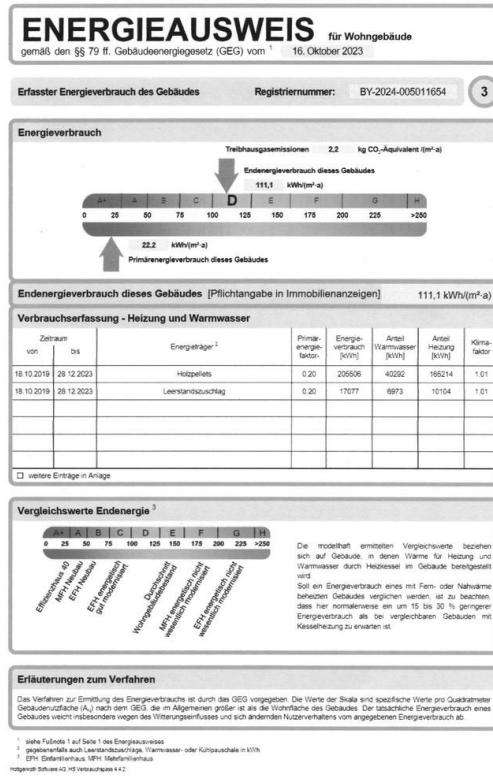 ENERGIEAUSWEIS für Wohngebäude
gemäß den §§ 79 ff. Gebäudeenergiegesetz (GEG) vom ¹ 16. Oktober 2023
Erfasster Energieverbrauch des Gebäudes Registriernummer: BY-2024-005011654 3
Energieverbrauch
Treibhausgasemissionen 2,2 kg CO₂-Äquivalent /(m²·a)
Endenergieverbrauch dieses Gebäudes
111,1 kWh/(m²·a)
A+ A B C D E F G H
0 25 50 75 100 125 150 175 200 225 >250
22,2 kWh/(m²·a)
Primärenergieverbrauch dieses Gebäudes
Endenergieverbrauch dieses Gebäudes [Pflichtangabe in Immobilienanzeigen] 111,1 kWh/(m²·a)
Verbrauchserfassung - Heizung und Warmwasser
Zeitraum
von bis
Energieträger ²
Primär-
energie-
faktor-
Energie-
verbrauch
[kWh]
Anteil
Warmwasser
[kWh]
Anteil
Heizung
[kWh]
Klima-
faktor
18.10.2019 28.12.2023 Holzpellets 0.20 205506 40292 165214 1.01
18.10.2019 28.12.2023 Leerstandszuschlag 0.20 17077 6973 10104 1.01
☐ weitere Einträge in Anlage
Vergleichswerte Endenergie ³
A+ A B C D E F G H
0 25 50 75 100 125 150 175 200 225 >250
Effizienzhaus 40
MFH Neubau
EFH Neubau
EFH energetisch
gut modernisiert
Durchschnitt
Wohngebäudebestand
MFH energetisch nicht
wesentlich modernisiert
EFH energetisch nicht
wesentlich modernisiert
Die modellhaft ermittelten Vergleichswerte beziehen
sich auf Gebäude, in denen Wärme für Heizung und
Warmwasser durch Heizkessel im Gebäude bereitgestellt
wird.
Soll ein Energieverbrauch eines mit Fern- oder Nahwärme
beheizten Gebäudes verglichen werden, ist zu beachten,
dass hier normalerweise ein um 15 bis 30 % geringerer
Energieverbrauch als bei vergleichbaren Gebäuden mit
Kesselheizung zu erwarten ist.
Erläuterungen zum Verfahren
Das Verfahren zur Ermittlung des Energieverbrauchs ist durch das GEG vorgegeben. Die Werte der Skala sind spezifische Werte pro Quadratmeter
Gebäudenutzfläche (A_N) nach dem GEG, die im Allgemeinen größer ist als die Wohnfläche des Gebäudes. Der tatsächliche Energieverbrauch eines
Gebäudes weicht insbesondere wegen des Witterungseinflusses und sich ändernden Nutzerverhaltens vom angegebenen Energieverbrauch ab.
¹ siehe Fußnote 1 auf Seite 1 des Energieausweises
² gegebenenfalls auch Leerstandszuschläge, Warmwasser- oder Kühlpauschale in kWh
³ EFH: Einfamilienhaus, MFH: Mehrfamilienhaus
Hottgenroth Software AG, HS Verbrauchspass 4.4.2